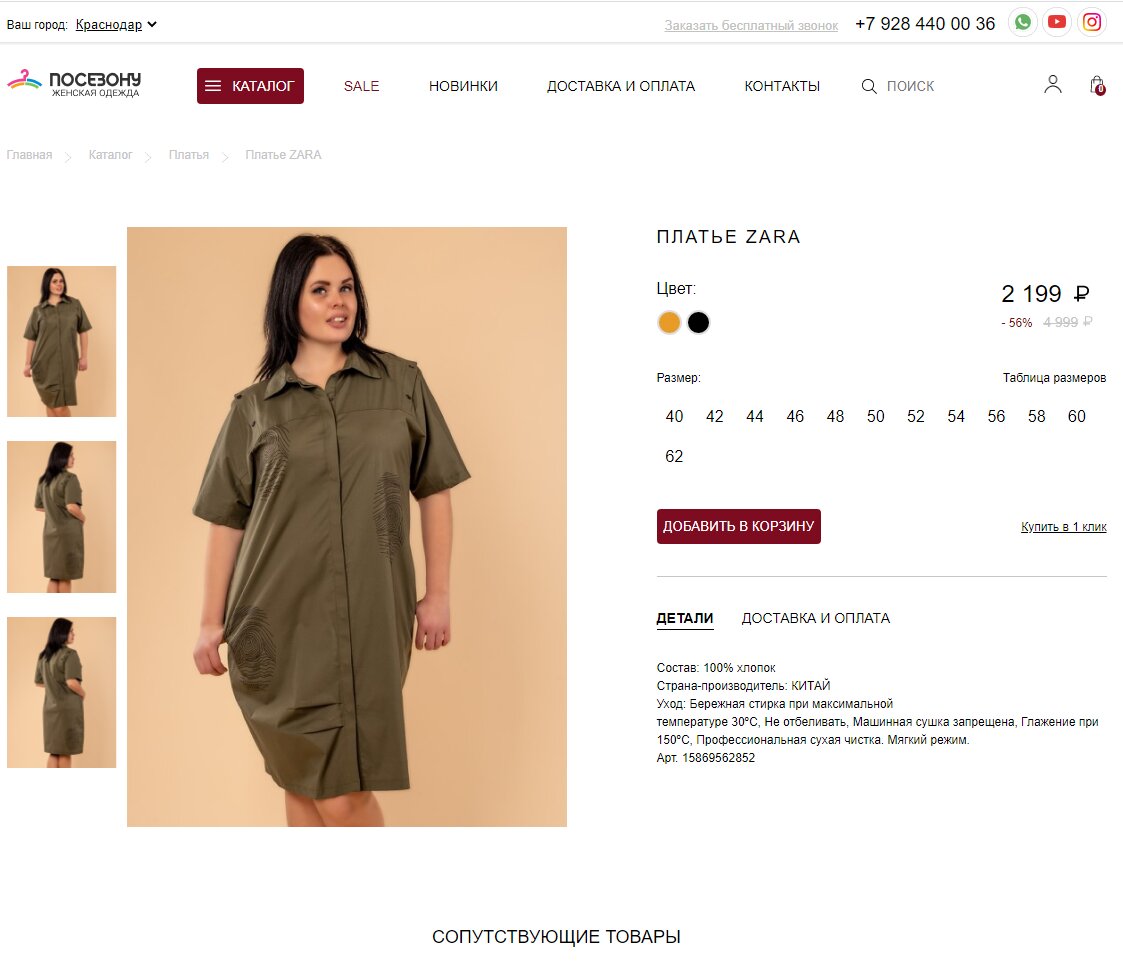 Ваш город: Краснодар
Заказать бесплатный звонок
+7 928 440 00 36
ПОСЕЗОНУ
ЖЕНСКАЯ ОДЕЖДА
КАТАЛОГ
SALE
НОВИНКИ
ДОСТАВКА И ОПЛАТА
КОНТАКТЫ
ПОИСК
0
Главная
Каталог
Платья
Платье ZARA
ПЛАТЬЕ ZARA
Цвет:
2 199 ₽
- 56% 4 999 ₽
Размер:
Таблица размеров
40 42 44 46 48 50 52 54 56 58 60
62
ДОБАВИТЬ В КОРЗИНУ
Купить в 1 клик
ДЕТАЛИ
ДОСТАВКА И ОПЛАТА
Состав: 100% хлопок
Страна-производитель: КИТАЙ
Уход: Бережная стирка при максимальной
температуре 30ºС, Не отбеливать, Машинная сушка запрещена, Глажение при
150ºС, Профессиональная сухая чистка. Мягкий режим.
Арт. 15869562852
СОПУТСТВУЮЩИЕ ТОВАРЫ